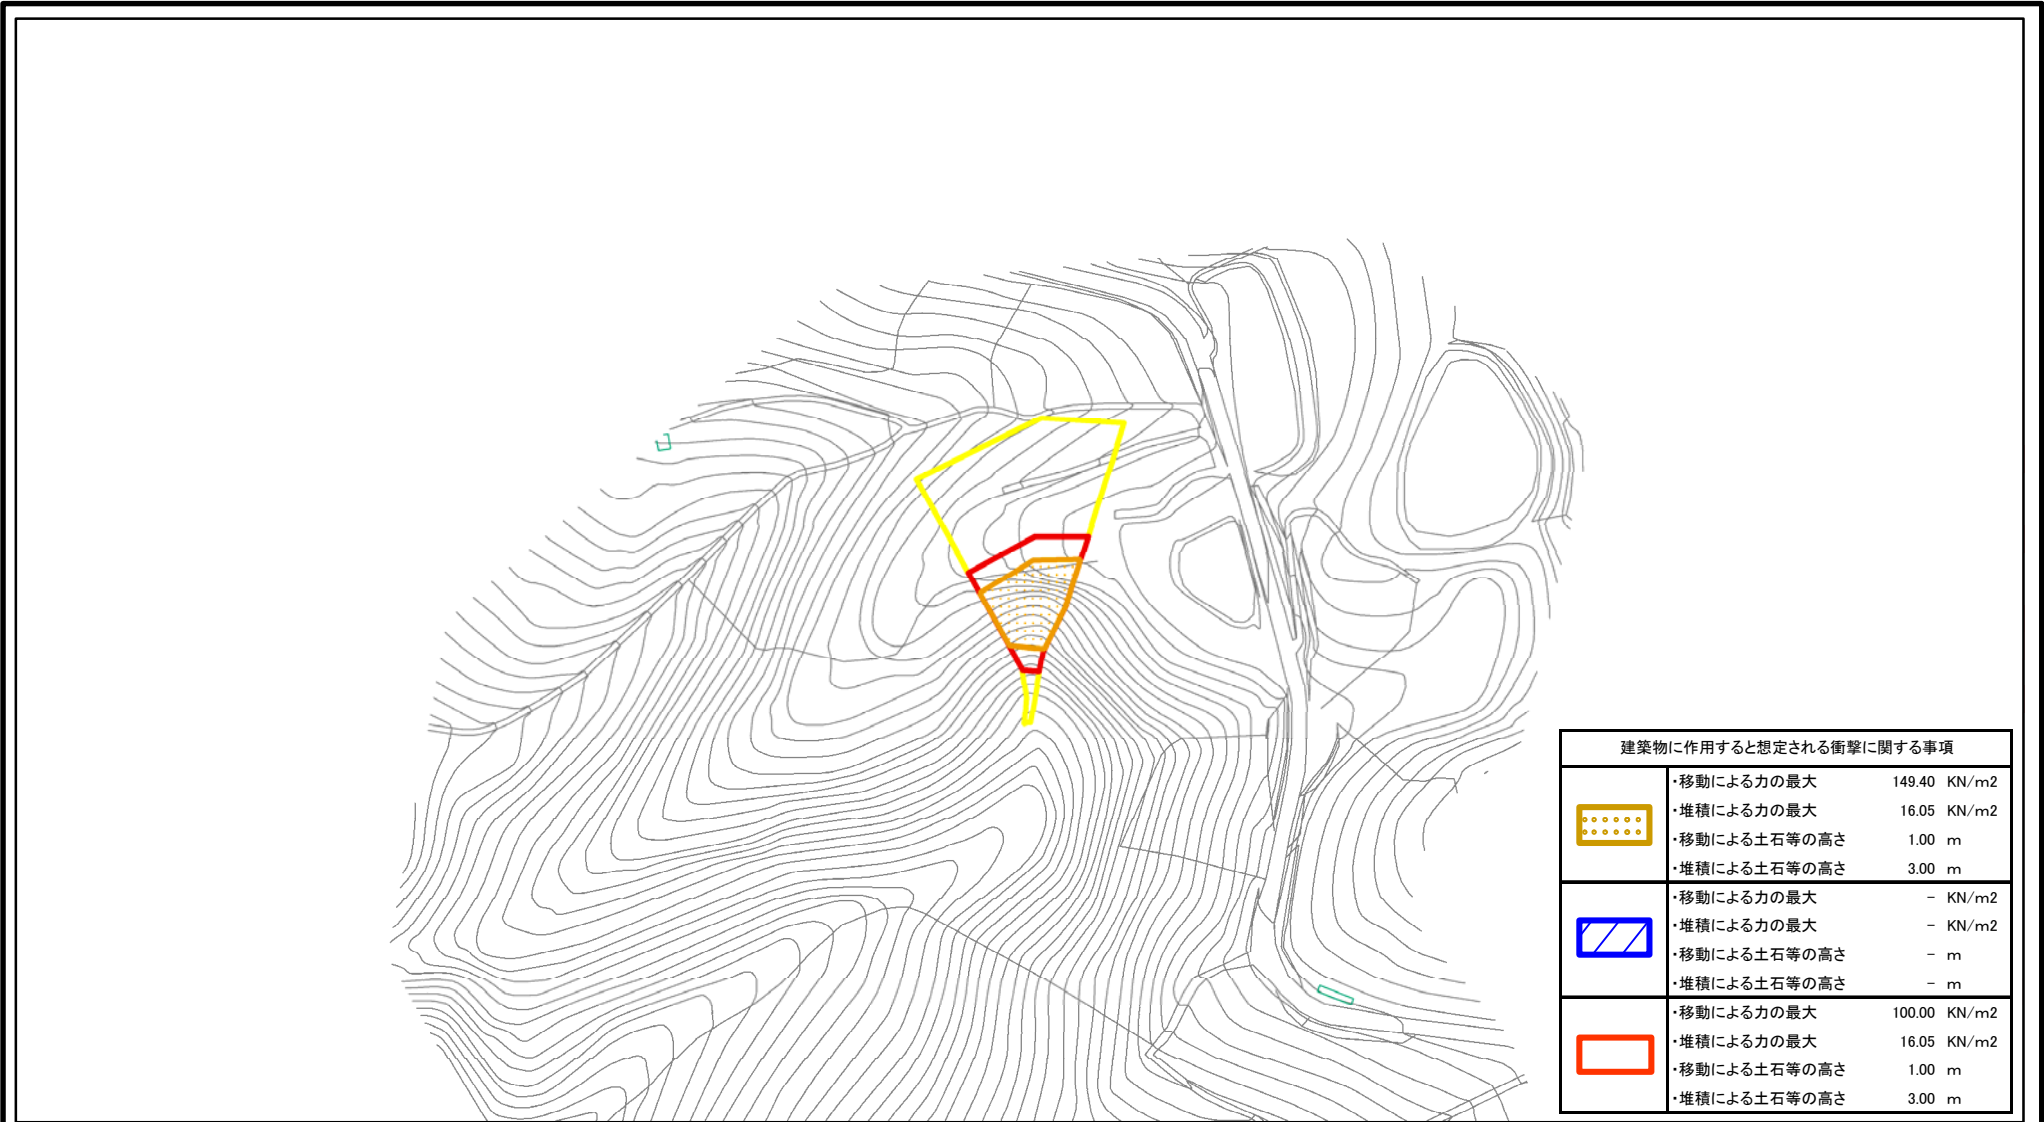 建築物に作用すると想定される衝撃に関する事項
・移動による力の最大 149.40 KN/m2
・堆積による力の最大 16.05 KN/m2
・移動による土石等の高さ 1.00 m
・堆積による土石等の高さ 3.00 m
・移動による力の最大 - KN/m2
・堆積による力の最大 - KN/m2
・移動による土石等の高さ - m
・堆積による土石等の高さ - m
・移動による力の最大 100.00 KN/m2
・堆積による力の最大 16.05 KN/m2
・移動による土石等の高さ 1.00 m
・堆積による土石等の高さ 3.00 m